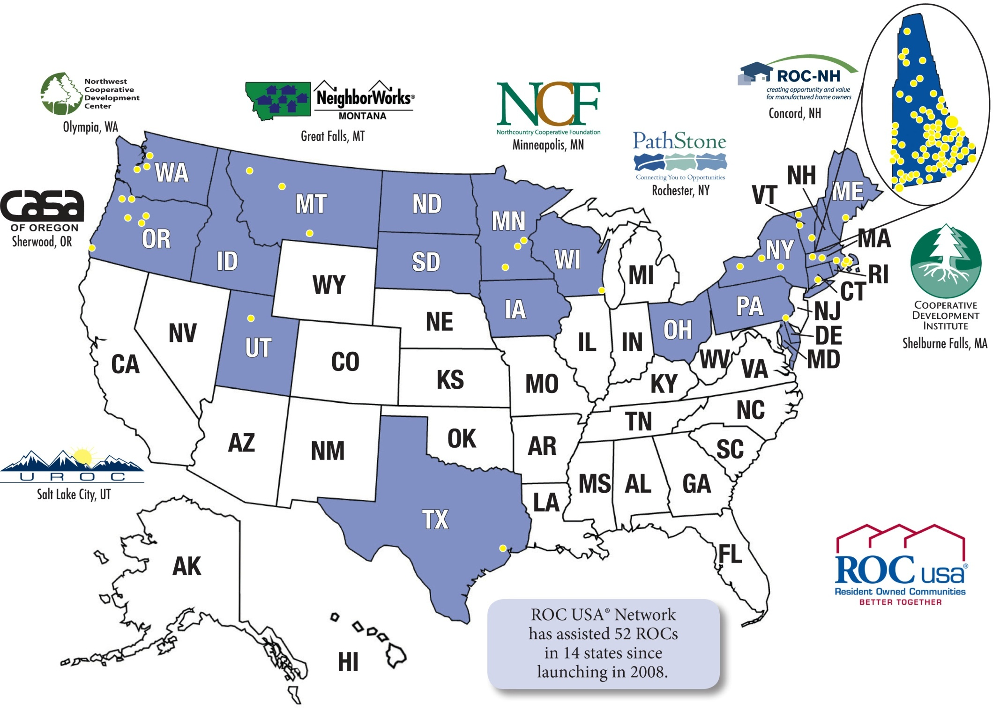 Northwest
Cooperative
Development
Center
Olympia, WA
NeighborWorks®
MONTANA
Great Falls, MT
NCF
Northcountry Cooperative Foundation
Minneapolis, MN
PathStone
Connecting You to Opportunities
Rochester, NY
ROC-NH
creating opportunity and value
for manufactured home owners
Concord, NH
casa
OF OREGON
Sherwood, OR
COOPERATIVE
DEVELOPMENT
INSTITUTE
Shelburne Falls, MA
UROC
Salt Lake City, UT
WA
OR
ID
MT
ND
SD
MN
WI
IA
WY
NE
NV
UT
CA
CO
KS
AZ
NM
OK
TX
MO
AR
LA
IL
IN
MI
OH
KY
TN
MS
AL
GA
FL
SC
NC
VA
WV
PA
NY
VT
NH
ME
MA
RI
CT
NJ
DE
MD
AK
HI
ROC usa®
Resident Owned Communities
BETTER TOGETHER
ROC USA® Network
has assisted 52 ROCs
in 14 states since
launching in 2008.